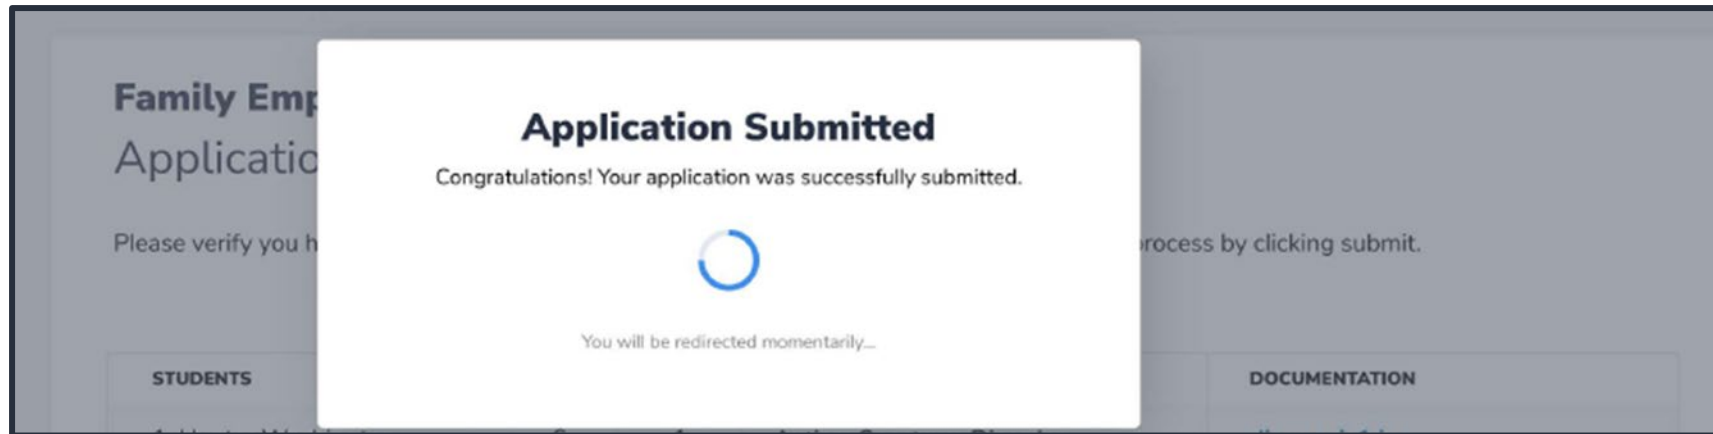 Family Emp
Application Submitted
Applicatio
Congratulations! Your application was successfully submitted.
Please verify you h
rocess by clicking submit.
You will be redirected momentarily...
STUDENTS
DOCUMENTATION